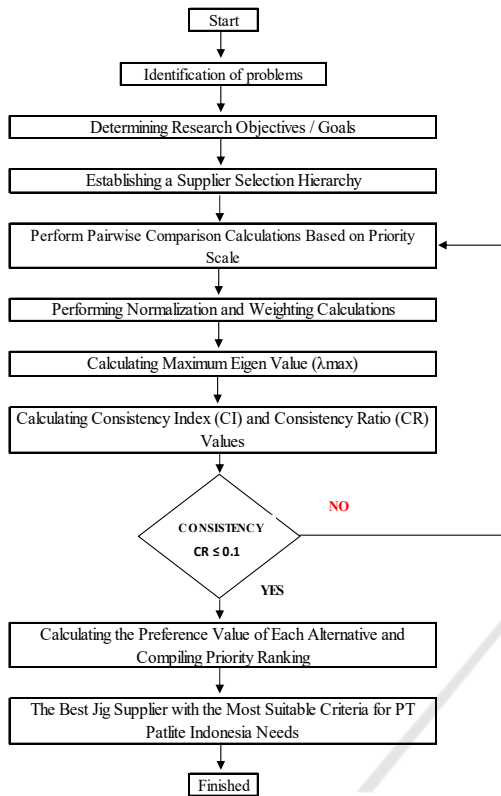 Start
Identification of problems
Determining Research Objectives / Goals
Establishing a Supplier Selection Hierarchy
Perform Pairwise Comparison Calculations Based on Priority
Scale
Performing Normalization and Weighting Calculations
Calculating Maximum Eigen Value (λmax)
Calculating Consistency Index (CI) and Consistency Ratio (CR)
Values
NO
CONSISTENCY
CR ≤ 0.1
YES
Calculating the Preference Value of Each Alternative and
Compiling Priority Ranking
The Best Jig Supplier with the Most Suitable Criteria for PT
Patlite Indonesia Needs
Finished